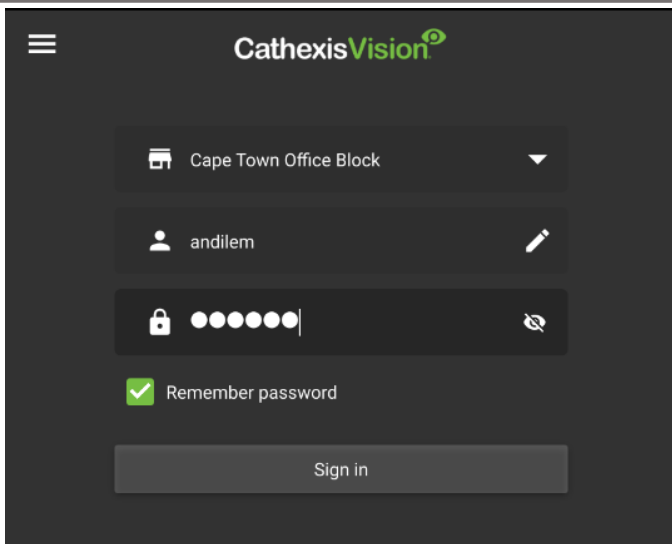 CathexisVision
Cape Town Office Block
andilem
●●●●●●
Remember password
Sign in